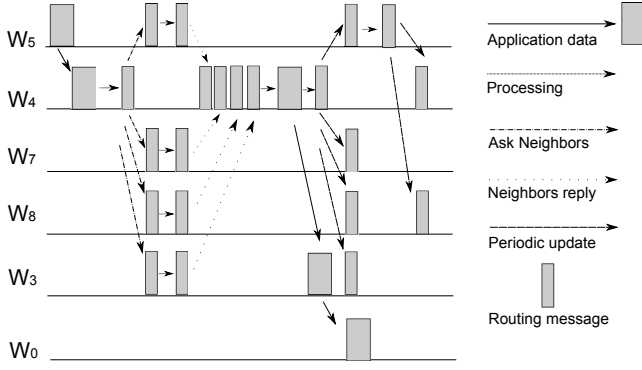 W5
W4
W7
W8
W3
W0
Application data
Processing
Ask Neighbors
Neighbors reply
Periodic update
Routing message